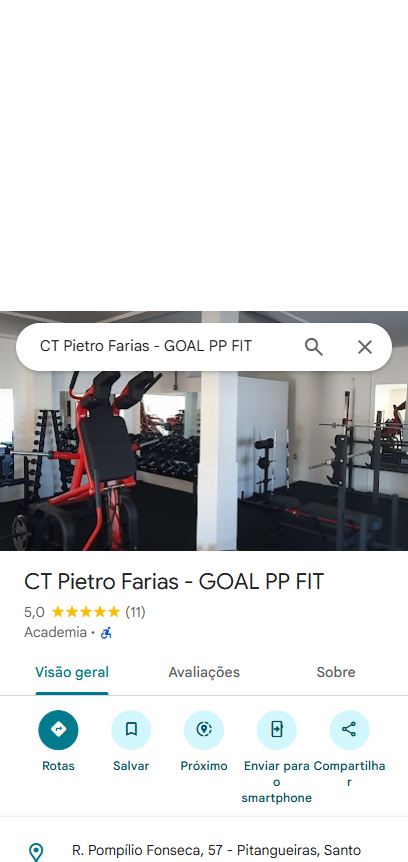 CT Pietro Farias - GOAL PP FIT
CT Pietro Farias - GOAL PP FIT
5,0 ★★★★★ (11)
Academia •
Visão geral Avaliações Sobre
Rotas Salvar Próximo Enviar para o smartphone Compartilhar
R. Pompílio Fonseca, 57 - Pitangueiras, Santo